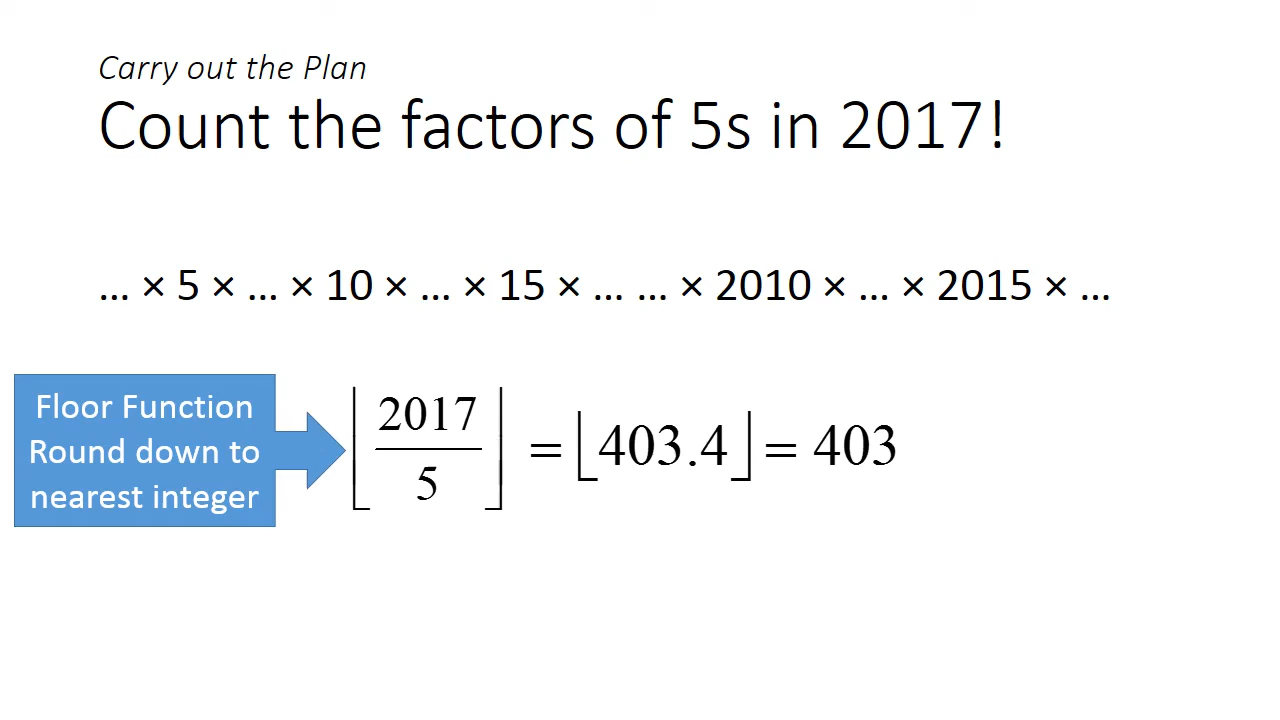 Carry out the Plan
Count the factors of 5s in 2017!
… × 5 × … × 10 × … × 15 × … … × 2010 × … × 2015 × …
Floor Function
Round down to
nearest integer
⌊2017/5⌋ = ⌊403.4⌋ = 403